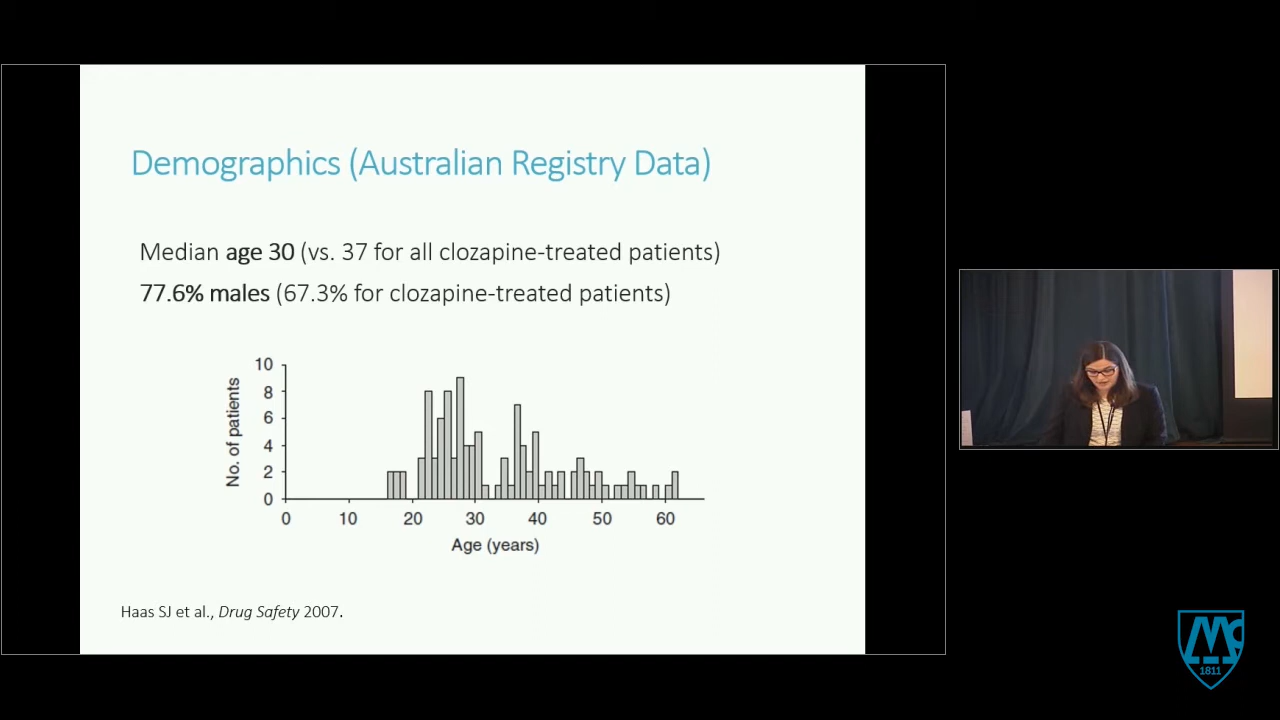 Demographics (Australian Registry Data)
Median age 30 (vs. 37 for all clozapine-treated patients)
77.6% males (67.3% for clozapine-treated patients)
No. of patients
10
8
6
4
2
0
0 10 20 30 40 50 60
Age (years)
Haas SJ et al., Drug Safety 2007.
1811